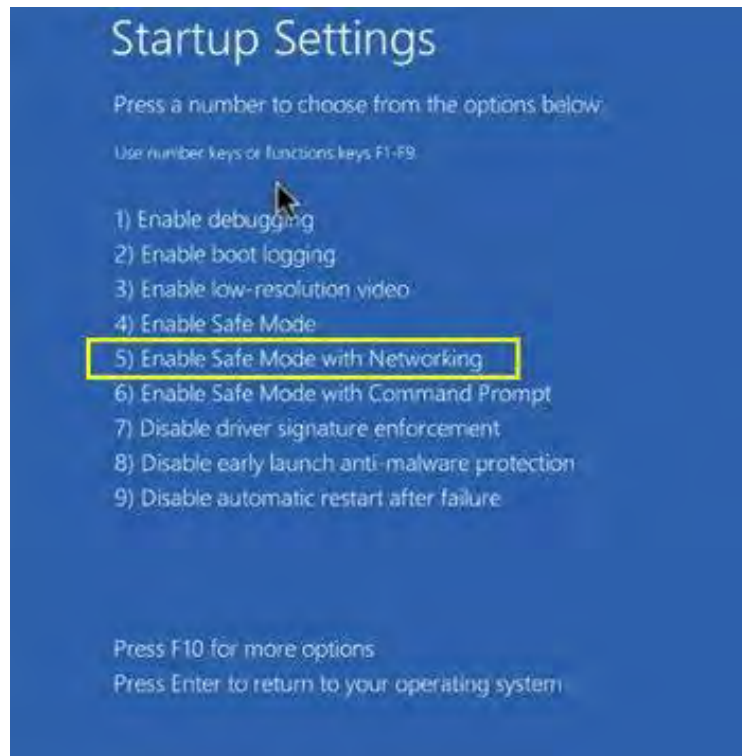 Startup Settings
Press a number to choose from the options below:
Use number keys or functions keys F1-F9.
1) Enable debugging
2) Enable boot logging
3) Enable low-resolution video
4) Enable Safe Mode
5) Enable Safe Mode with Networking
6) Enable Safe Mode with Command Prompt
7) Disable driver signature enforcement
8) Disable early launch anti-malware protection
9) Disable automatic restart after failure
Press F10 for more options
Press Enter to return to your operating system